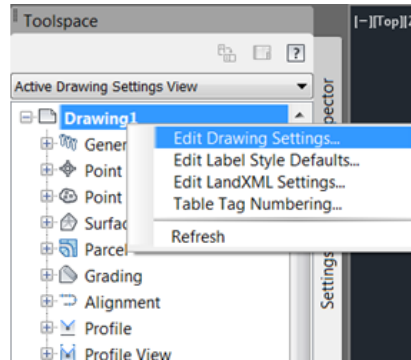 Toolspace
[−][Top][
?
Active Drawing Settings View
Drawing1
Gener
Point
Point
Surfac
Parcel
Grading
Alignment
Profile
Profile View
Edit Drawing Settings...
Edit Label Style Defaults...
Edit LandXML Settings...
Table Tag Numbering...
Refresh
pector
Settings